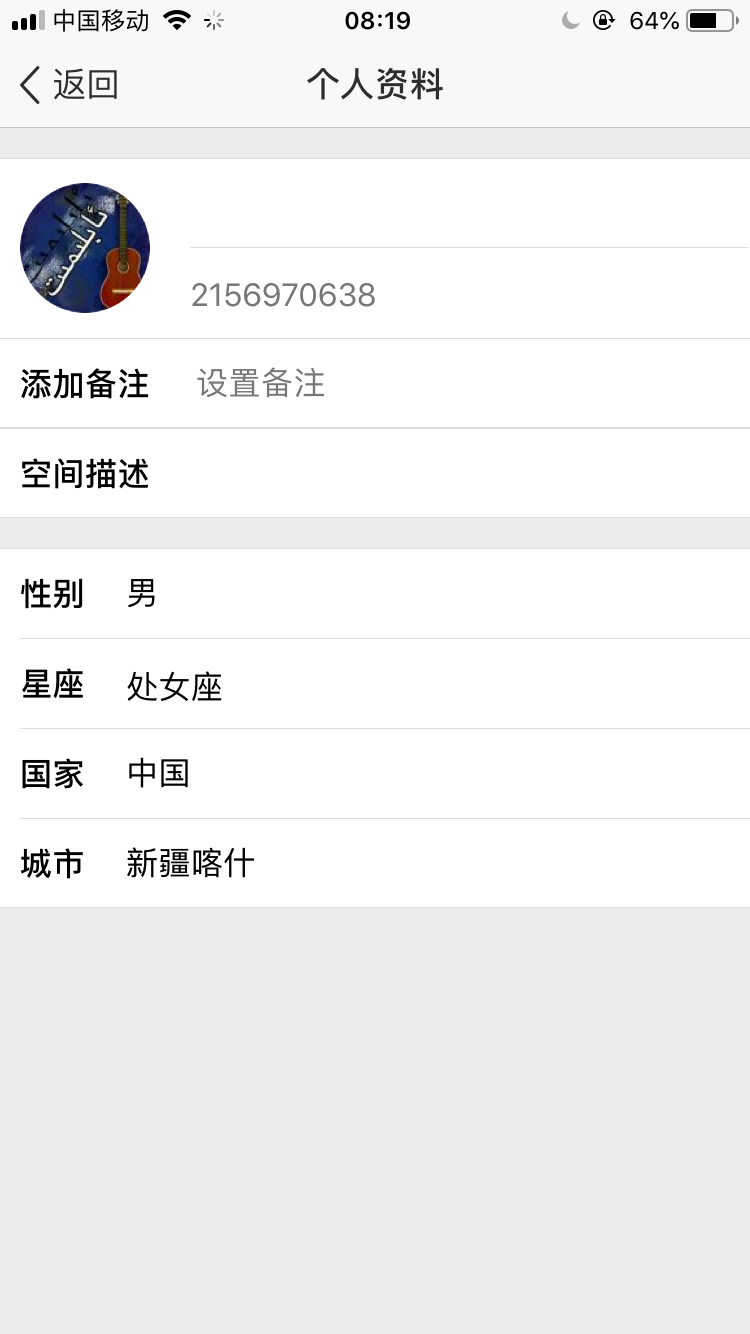 中国移动 08:19 64%
返回 个人资料
ئابلىمىت
2156970638
添加备注 设置备注
空间描述
性别 男
星座 处女座
国家 中国
城市 新疆喀什